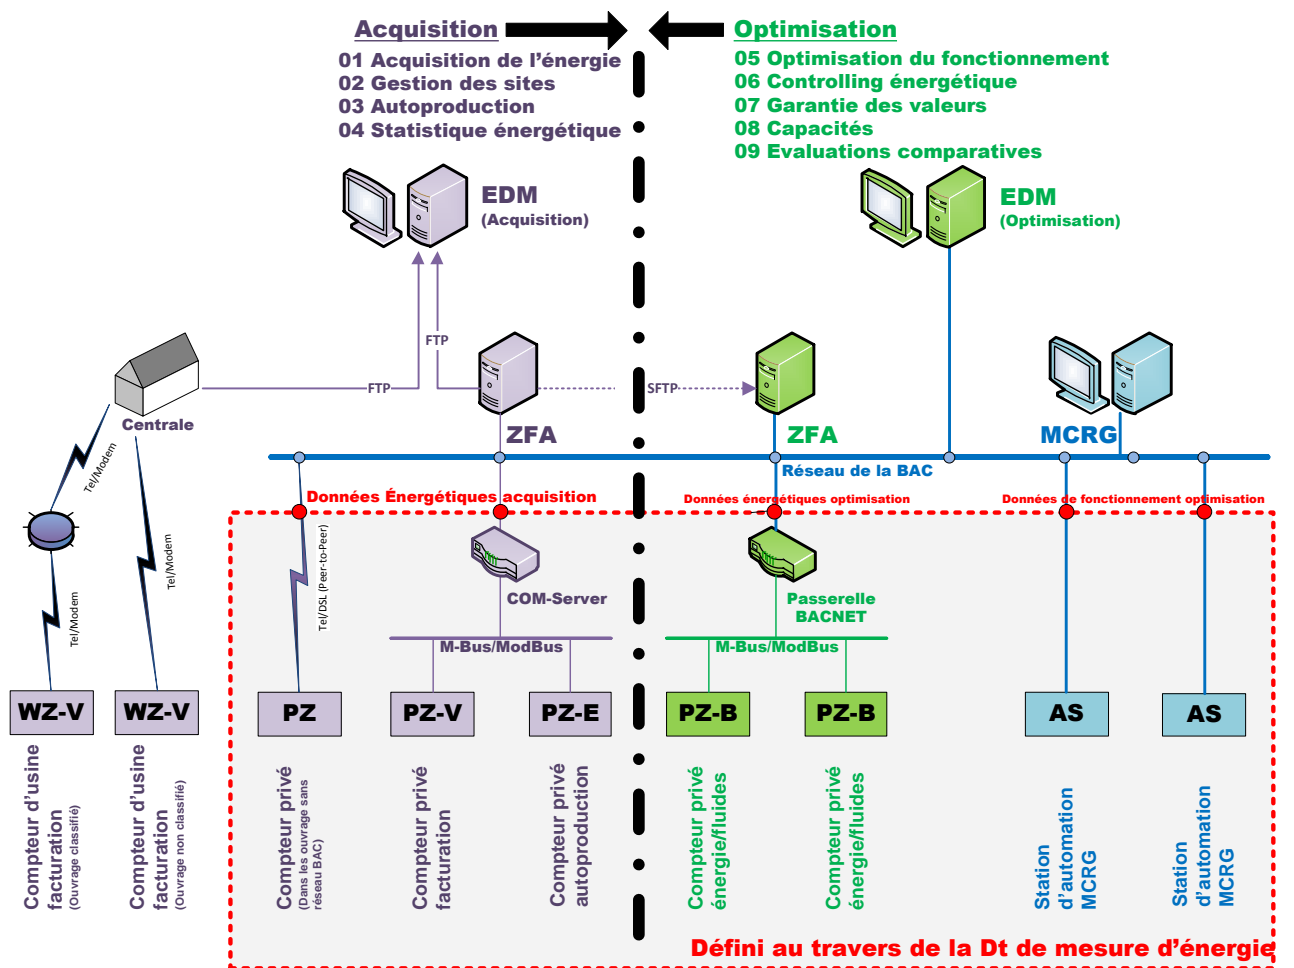 Acquisition
Optimisation
01 Acquisition de l'énergie
02 Gestion des sites
03 Autoproduction
04 Statistique énergétique
05 Optimisation du fonctionnement
06 Controlling énergétique
07 Garantie des valeurs
08 Capacités
09 Evaluations comparatives
EDM
(Acquisition)
EDM
(Optimisation)
FTP
FTP
SFTP
Centrale
ZFA
ZFA
MCRG
Réseau de la BAC
Tel/Modem
Tel/Modem
Tel/Modem
Données Énergétiques acquisition
Données énergétiques optimisation
Données de fonctionnement optimisation
Tel/DSL (Peer-to-Peer)
COM-Server
Passerelle
BACNET
M-Bus/ModBus
M-Bus/ModBus
WZ-V
WZ-V
PZ
PZ-V
PZ-E
PZ-B
PZ-B
AS
AS
Compteur d'usine
facturation
(Ouvrage classifié)
Compteur d'usine
facturation
(Ouvrage non classifié)
Compteur privé
(Dans les ouvrage sans
réseau BAC)
Compteur privé
facturation
Compteur privé
autoproduction
Compteur privé
énergie/fluides
Compteur privé
énergie/fluides
Station
d'automation
MCRG
Station
d'automation
MCRG
Défini au travers de la Dt de mesure d'énergie